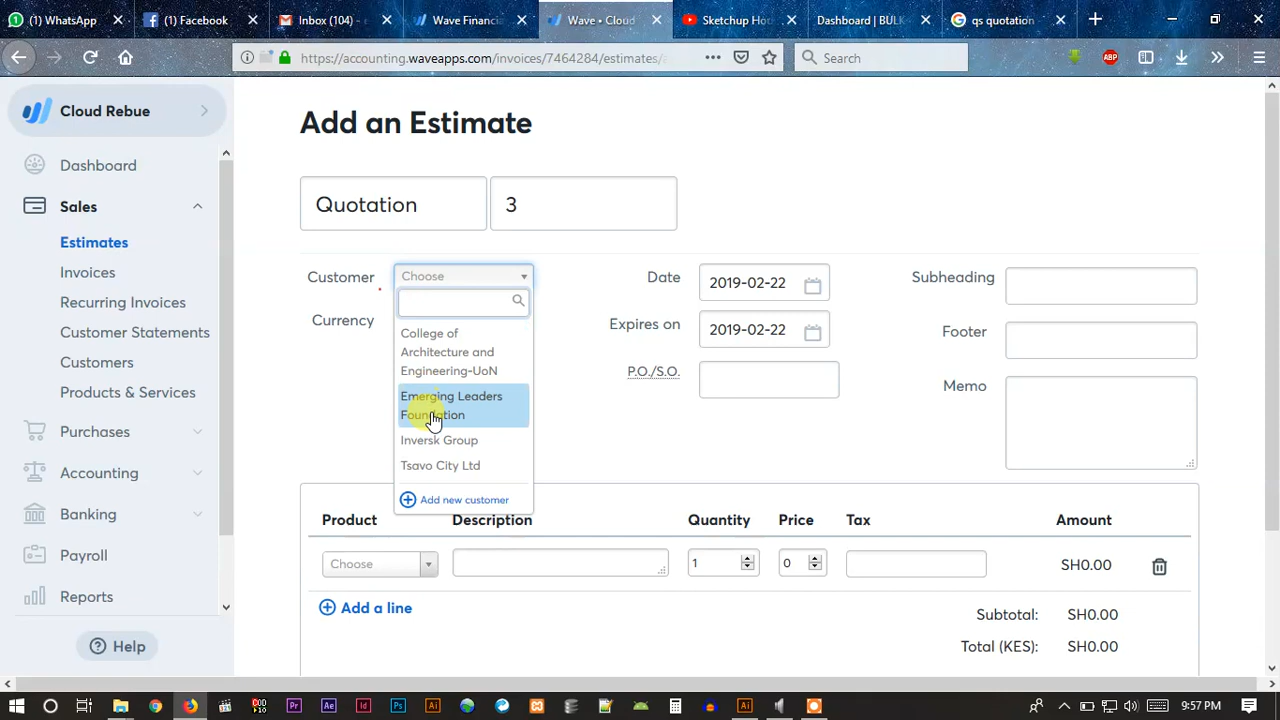 (1) WhatsApp
(1) Facebook
Inbox (104) - e
Wave Financi
Wave • Cloud
Sketchup Hot
Dashboard | BULK
qs quotation
https://accounting.waveapps.com/invoices/7464284/estimates/a
Search
ABP
Cloud Rebue
Dashboard
Sales
Estimates
Invoices
Recurring Invoices
Customer Statements
Customers
Products & Services
Purchases
Accounting
Banking
Payroll
Reports
Help
Add an Estimate
Quotation 3
Customer Choose
College of
Architecture and
Engineering-UoN
Emerging Leaders
Foundation
Inversk Group
Tsavo City Ltd
Add new customer
Currency
Date 2019-02-22
Expires on 2019-02-22
P.O./S.O.
Subheading
Footer
Memo
Product Description Quantity Price Tax Amount
Choose 1 0 SH0.00
Add a line
Subtotal: SH0.00
Total (KES): SH0.00
9:57 PM